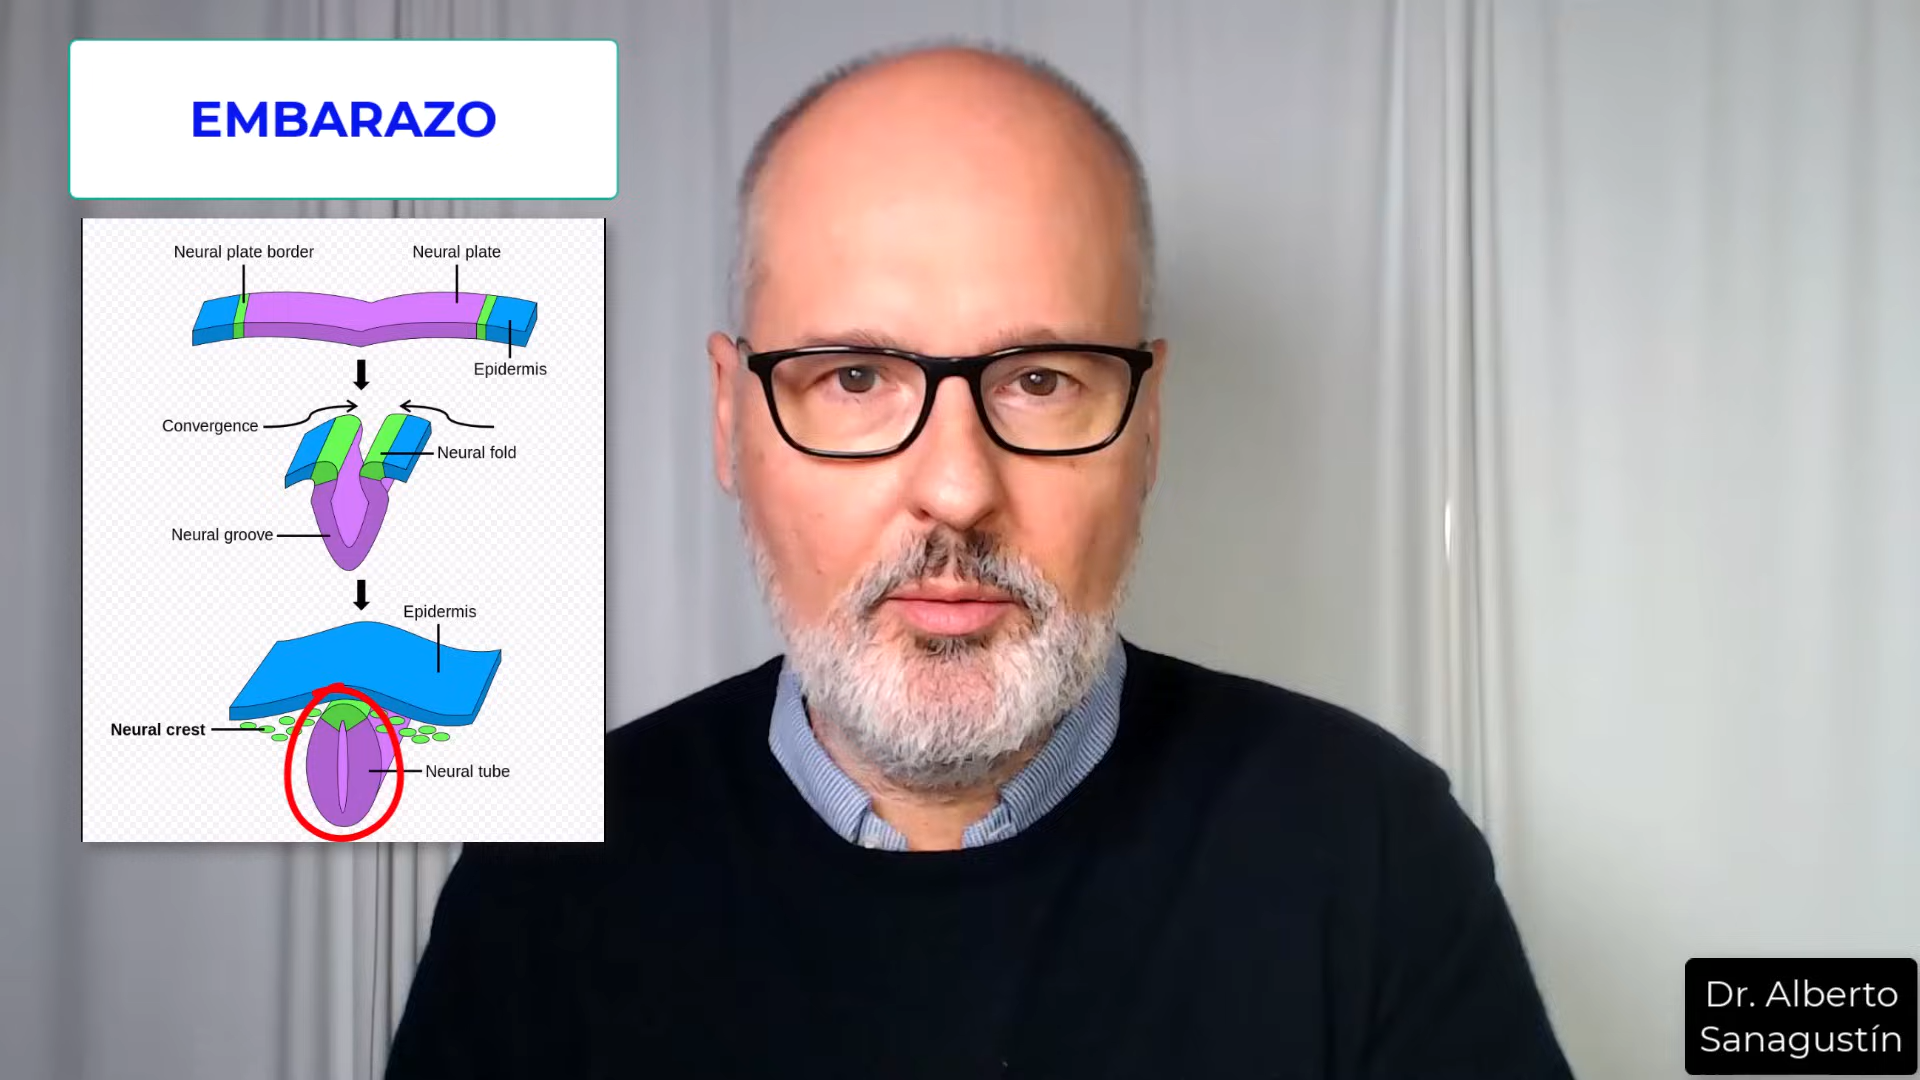 EMBARAZO
Neural plate border
Neural plate
Epidermis
Convergence
Neural fold
Neural groove
Epidermis
Neural crest
Neural tube
Dr. Alberto
Sanagustín